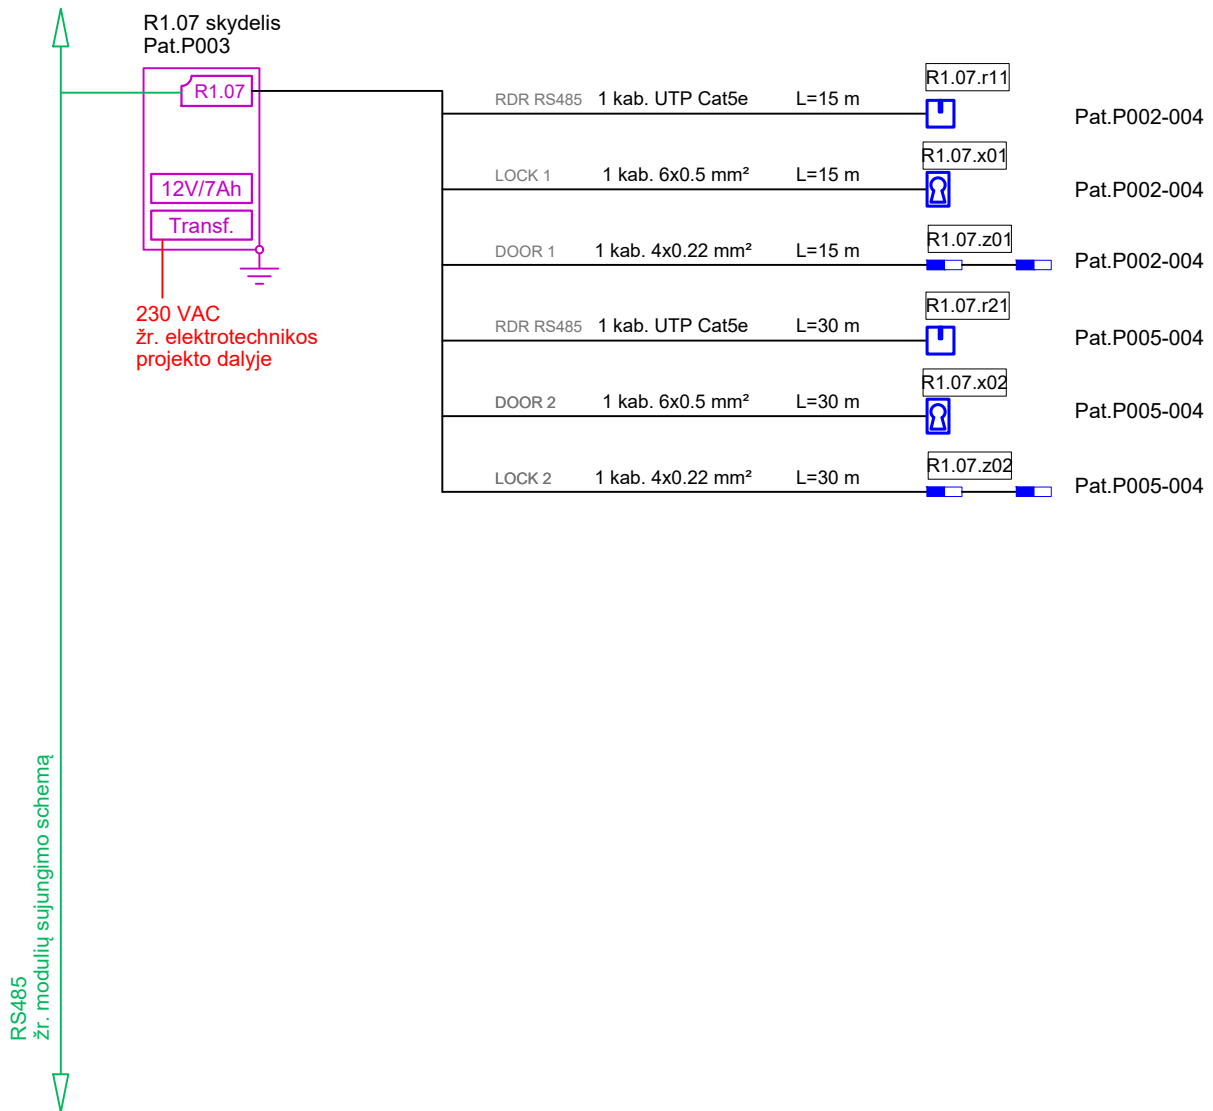 R1.07 skydelis
Pat.P003
R1.07
12V/7Ah
Transf.
230 VAC
žr. elektrotechnikos
projekto dalyje
RDR RS485 1 kab. UTP Cat5e L=15 m R1.07.r11 Pat.P002-004
LOCK 1 1 kab. 6x0.5 mm² L=15 m R1.07.x01 Pat.P002-004
DOOR 1 1 kab. 4x0.22 mm² L=15 m R1.07.z01 Pat.P002-004
RDR RS485 1 kab. UTP Cat5e L=30 m R1.07.r21 Pat.P005-004
DOOR 2 1 kab. 6x0.5 mm² L=30 m R1.07.x02 Pat.P005-004
LOCK 2 1 kab. 4x0.22 mm² L=30 m R1.07.z02 Pat.P005-004
RS485
žr. modulių sujungimo schemą